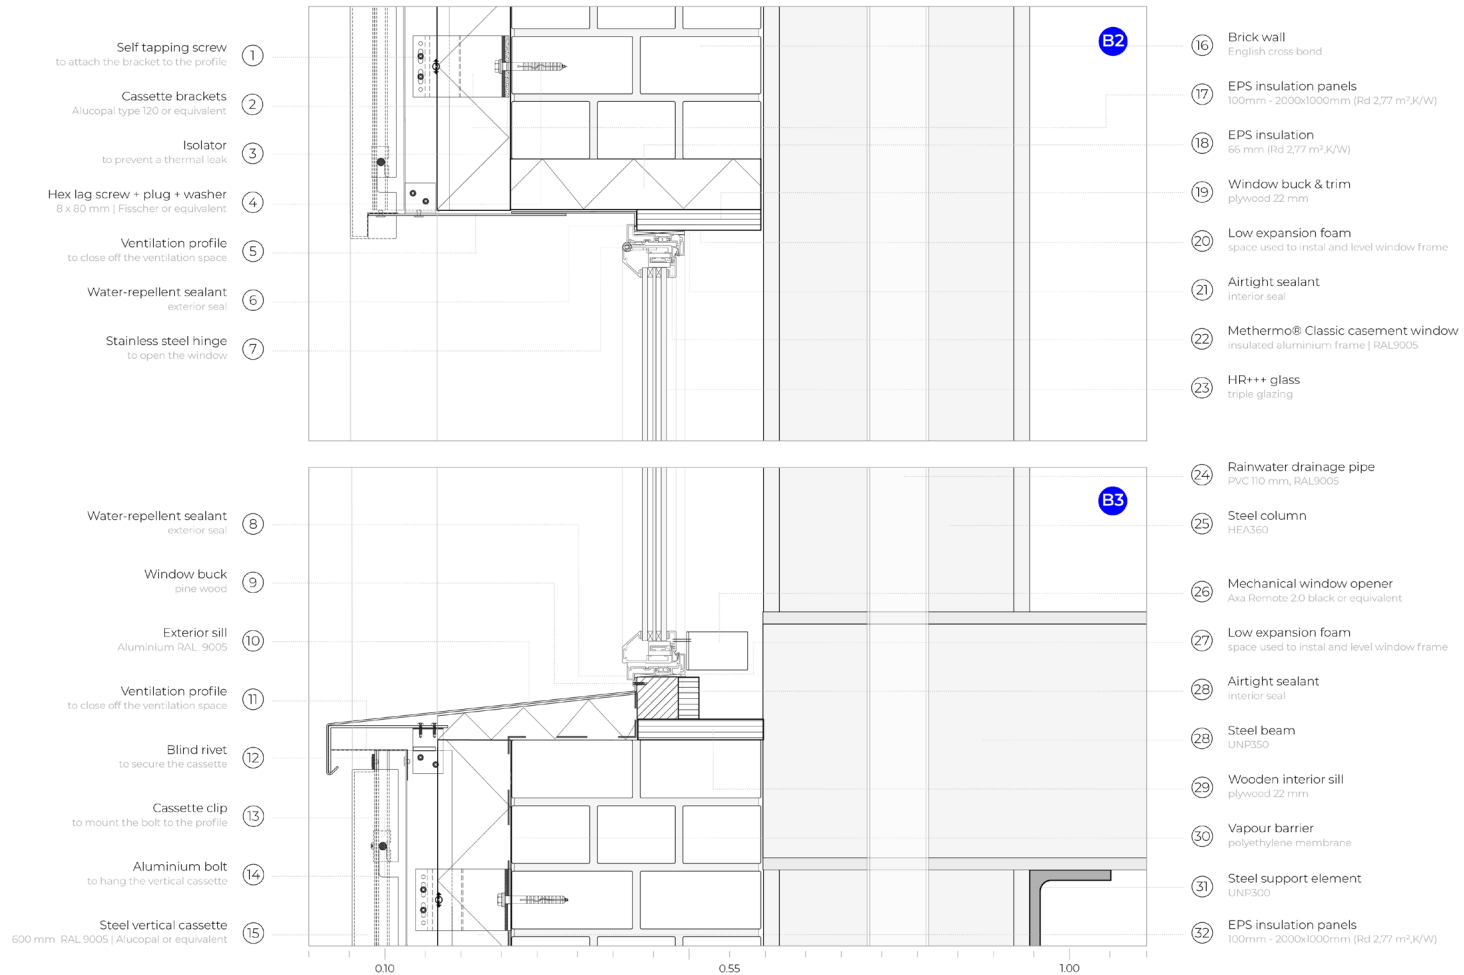 Self tapping screw
to attach the bracket to the profile
1
Cassette brackets
Alucopal type 120 or equivalent
2
Isolator
to prevent a thermal leak
3
Hex lag screw + plug + washer
8 x 80 mm | Fisscher or equivalent
4
Ventilation profile
to close off the ventilation space
5
Water-repellent sealant
exterior seal
6
Stainless steel hinge
to open the window
7
Water-repellent sealant
exterior seal
8
Window buck
pine wood
9
Exterior sill
Aluminium RAL 9005
10
Ventilation profile
to close off the ventilation space
11
Blind rivet
to secure the cassette
12
Cassette clip
to mount the bolt to the profile
13
Aluminium bolt
to hang the vertical cassette
14
Steel vertical cassette
600 mm RAL 9005 | Alucopal or equivalent
15
B2
B3
16
Brick wall
English cross bond
17
EPS insulation panels
100mm - 2000x1000mm (Rd 2,77 m²,K/W)
18
EPS insulation
66 mm (Rd 2,77 m²,K/W)
19
Window buck & trim
plywood 22 mm
20
Low expansion foam
space used to instal and level window frame
21
Airtight sealant
interior seal
22
Methermo® Classic casement window
insulated aluminium frame | RAL9005
23
HR+++ glass
triple glazing
24
Rainwater drainage pipe
PVC 110 mm, RAL9005
25
Steel column
HEA360
26
Mechanical window opener
Axa Remote 2.0 black or equivalent
27
Low expansion foam
space used to instal and level window frame
28
Airtight sealant
interior seal
28
Steel beam
UNP350
29
Wooden interior sill
plywood 22 mm
30
Vapour barrier
polyethylene membrane
31
Steel support element
UNP300
32
EPS insulation panels
100mm - 2000x1000mm (Rd 2,77 m²,K/W)
0.10
0.55
1.00